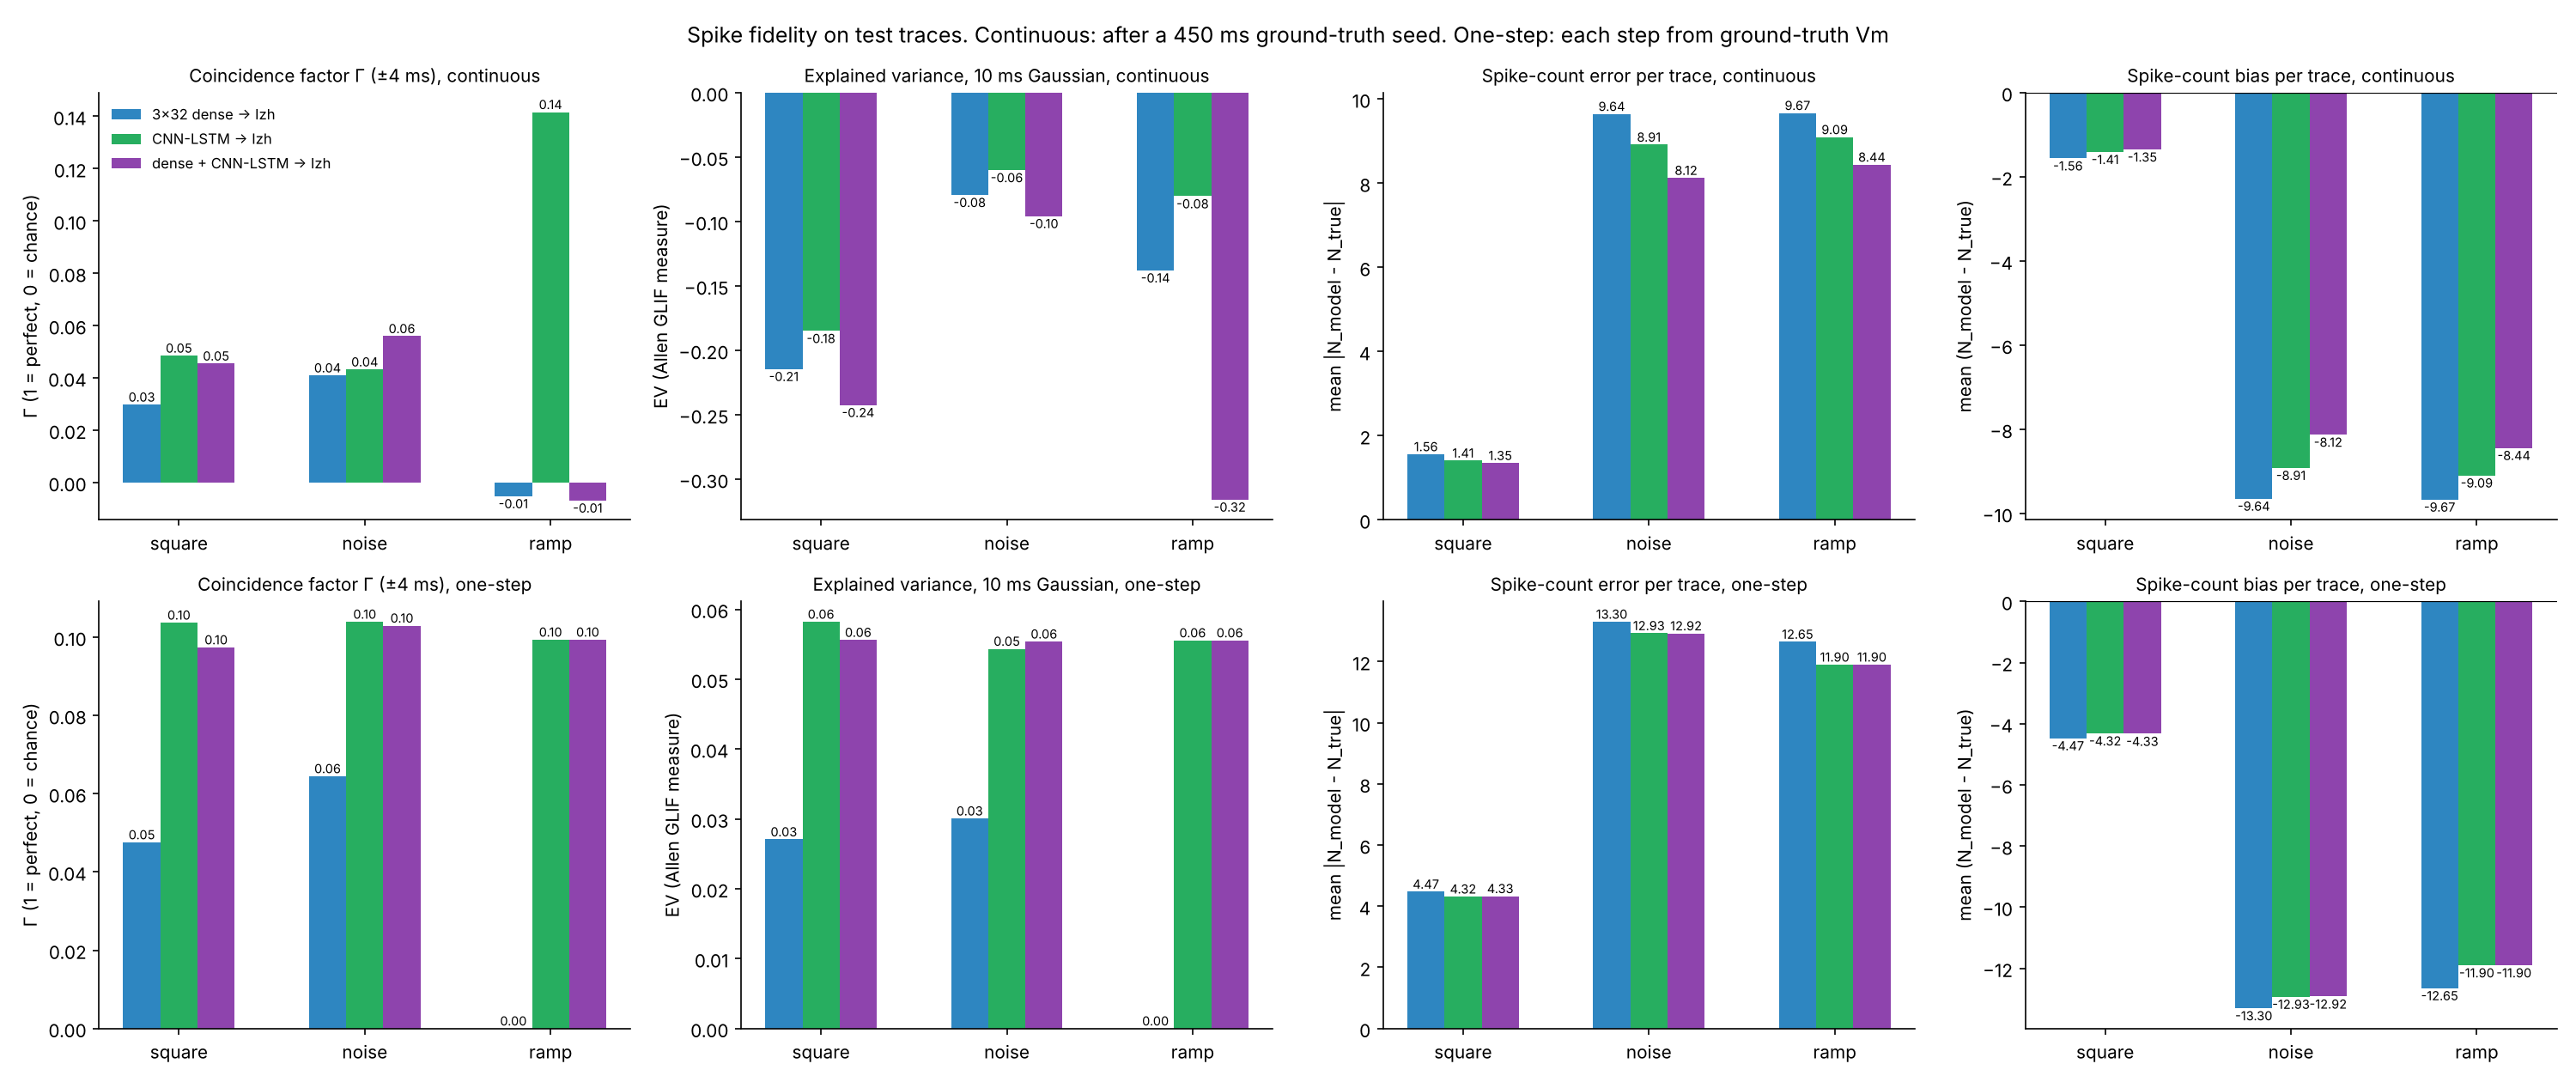 Spike fidelity on test traces. Continuous: after a 450 ms ground-truth seed. One-step: each step from ground-truth Vm
Coincidence factor Γ (±4 ms), continuous
Γ (1 = perfect, 0 = chance)
0.14
0.12
0.10
0.08
0.06
0.04
0.02
0.00
3×32 dense → Izh
CNN-LSTM → Izh
dense + CNN-LSTM → Izh
0.03
0.05
0.05
0.04
0.04
0.06
-0.01
0.14
-0.01
square
noise
ramp
Explained variance, 10 ms Gaussian, continuous
EV (Allen GLIF measure)
0.00
−0.05
−0.10
−0.15
−0.20
−0.25
−0.30
-0.21
-0.18
-0.24
-0.08
-0.06
-0.10
-0.14
-0.08
-0.32
square
noise
ramp
Spike-count error per trace, continuous
mean |N_model - N_true|
10
8
6
4
2
0
1.56
1.41
1.35
9.64
8.91
8.12
9.67
9.09
8.44
square
noise
ramp
Spike-count bias per trace, continuous
mean (N_model - N_true)
0
−2
−4
−6
−8
−10
-1.56
-1.41
-1.35
-9.64
-8.91
-8.12
-9.67
-9.09
-8.44
square
noise
ramp
Coincidence factor Γ (±4 ms), one-step
Γ (1 = perfect, 0 = chance)
0.10
0.08
0.06
0.04
0.02
0.00
0.05
0.10
0.10
0.06
0.10
0.10
0.00
0.10
0.10
square
noise
ramp
Explained variance, 10 ms Gaussian, one-step
EV (Allen GLIF measure)
0.06
0.05
0.04
0.03
0.02
0.01
0.00
0.03
0.06
0.06
0.03
0.05
0.06
0.00
0.06
0.06
square
noise
ramp
Spike-count error per trace, one-step
mean |N_model - N_true|
12
10
8
6
4
2
0
4.47
4.32
4.33
13.30
12.93
12.92
12.65
11.90
11.90
square
noise
ramp
Spike-count bias per trace, one-step
mean (N_model - N_true)
0
−2
−4
−6
−8
−10
−12
-4.47
-4.32
-4.33
-13.30
-12.93
-12.92
-12.65
-11.90
-11.90
square
noise
ramp